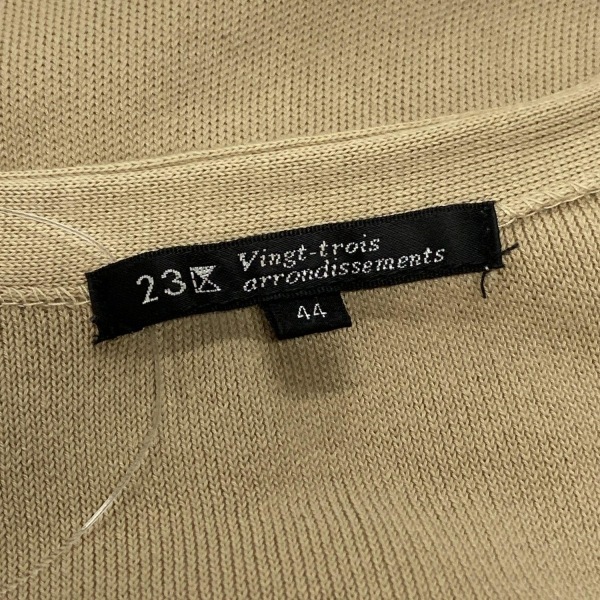 23区 Vingt-trois
arrondissements
44